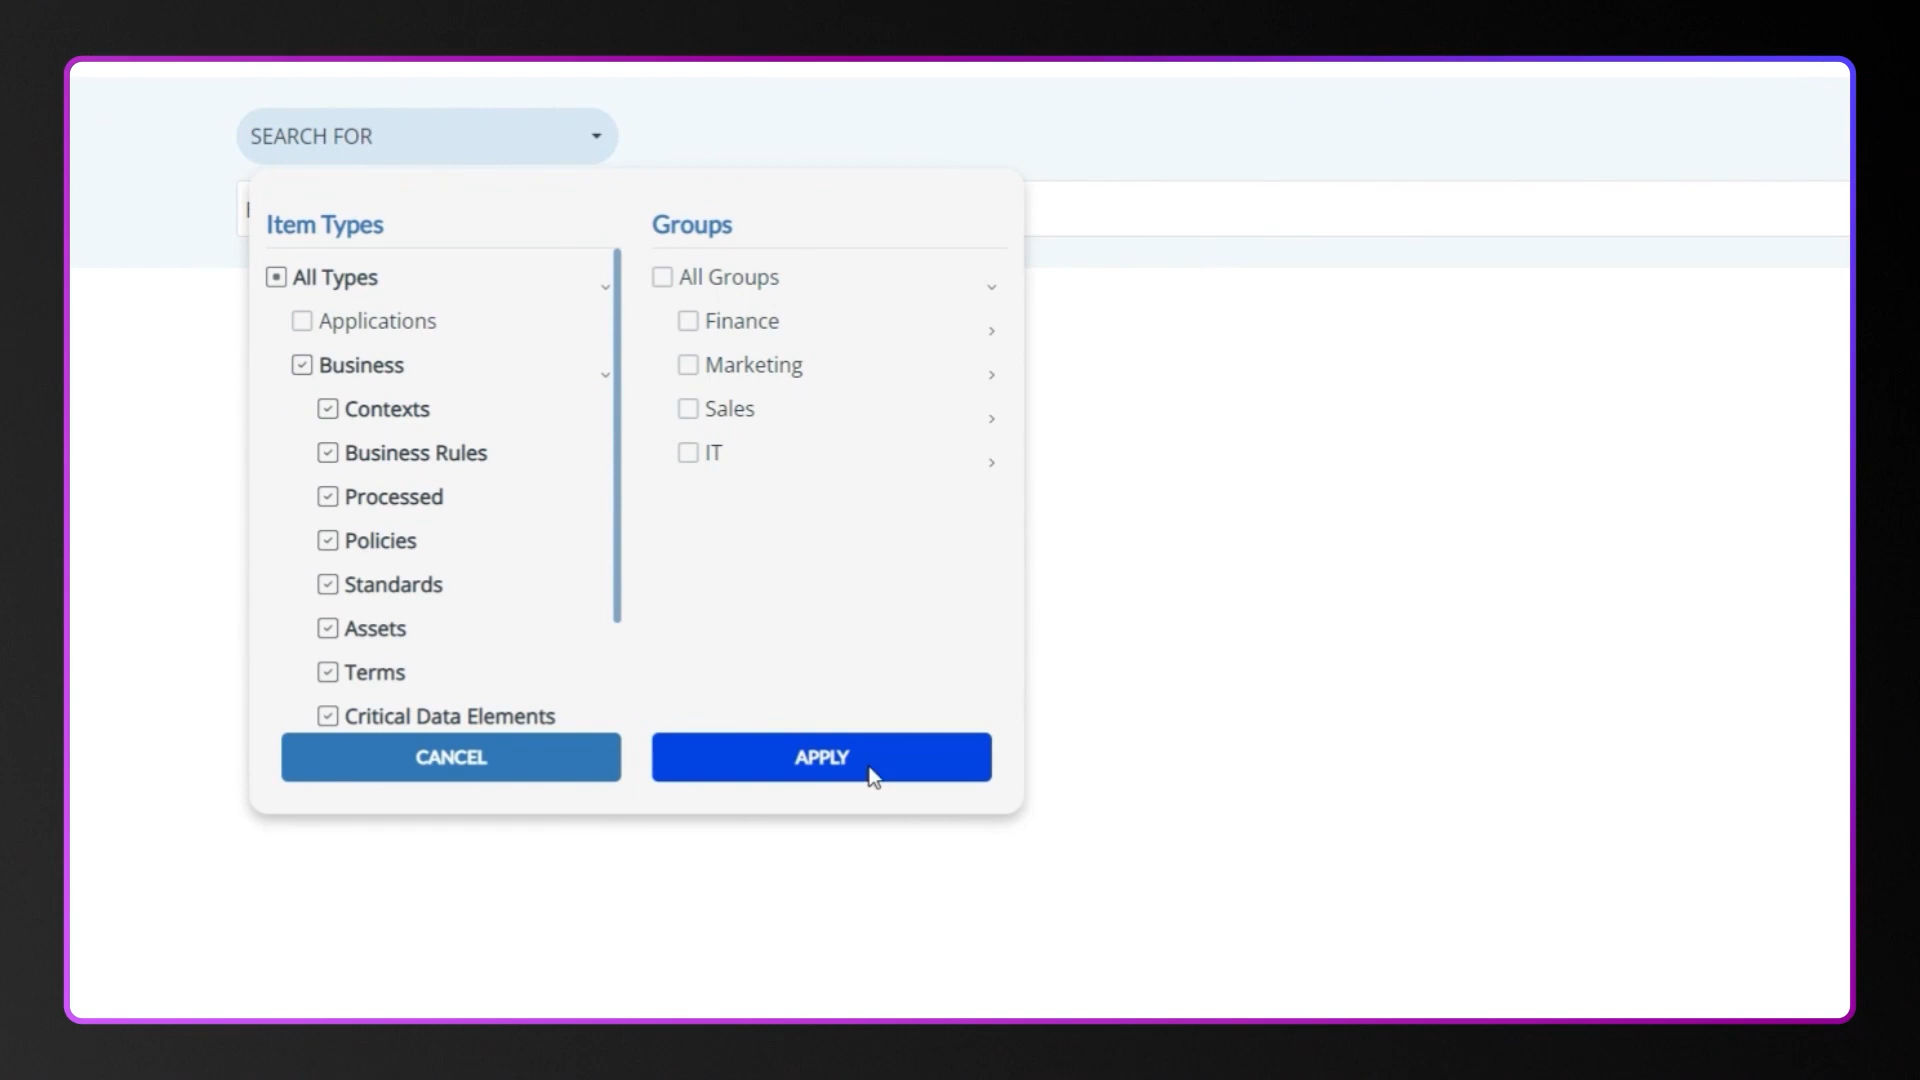 SEARCH FOR
Item Types
All Types
Applications
Business
Contexts
Business Rules
Processed
Policies
Standards
Assets
Terms
Critical Data Elements
Groups
All Groups
Finance
Marketing
Sales
IT
CANCEL
APPLY